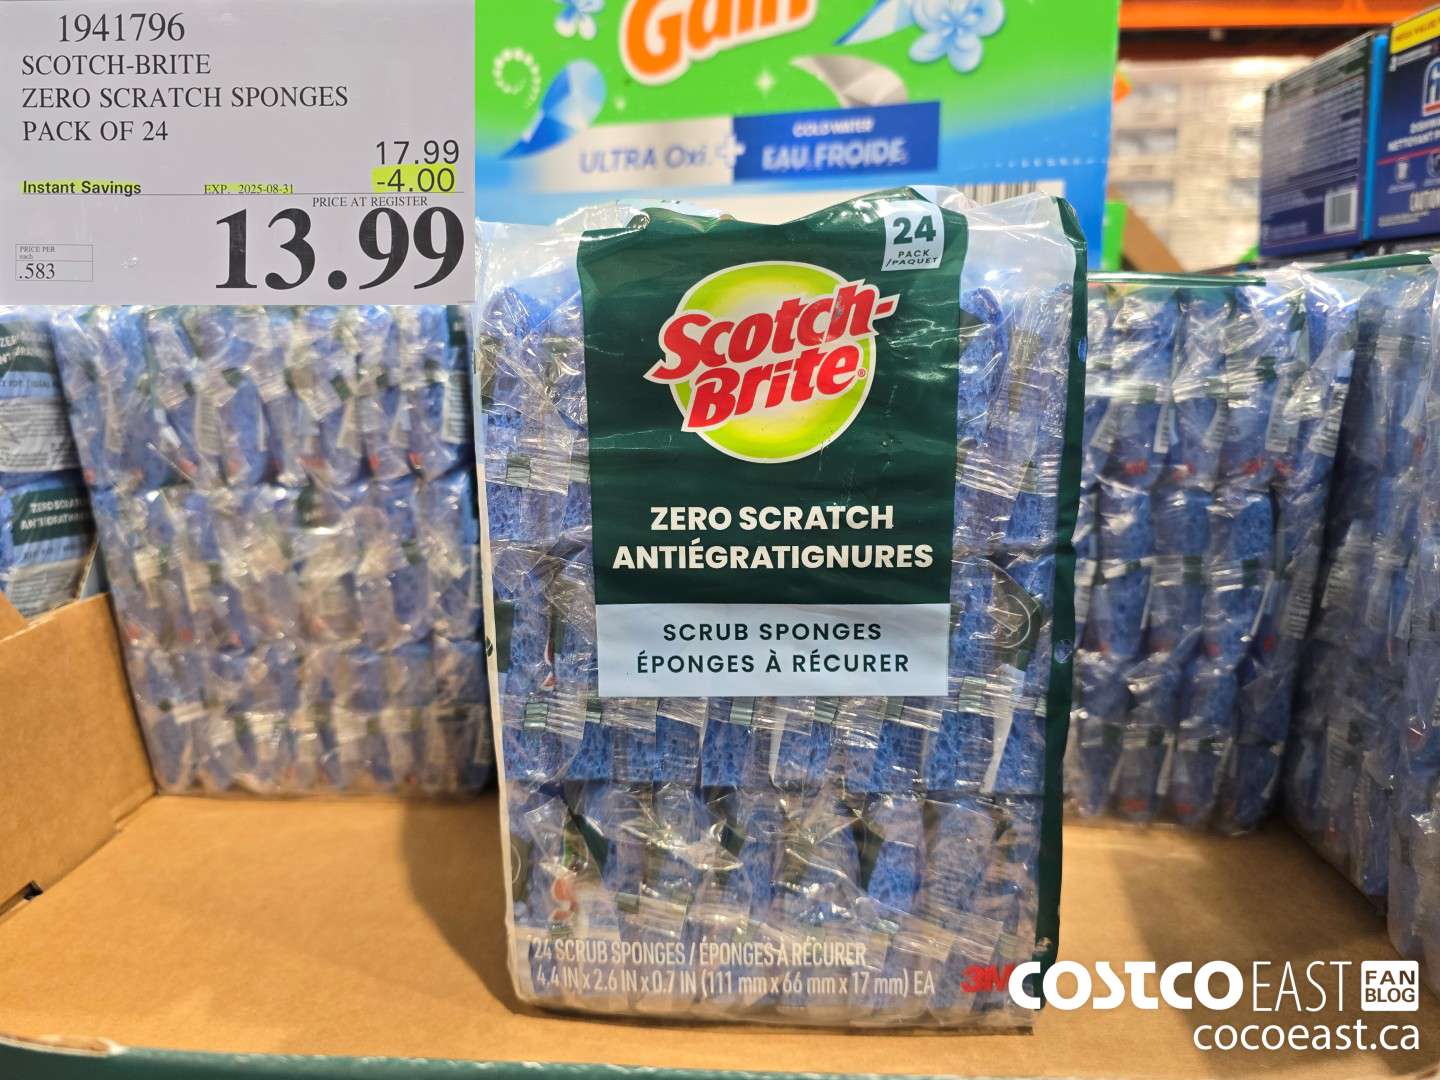 1941796
SCOTCH-BRITE
ZERO SCRATCH SPONGES
PACK OF 24
17.99
Instant Savings
EXP. 2025-08-31
-4.00
PRICE AT REGISTER
13.99
PRICE PER
each
.583
Gain
ULTRA Oxi
+
COLDWATER
EAU FROIDE
24
PACK
/PAQUET
Scotch-
Brite®
ZERO SCRATCH
ANTIÉGRATIGNURES
SCRUB SPONGES
ÉPONGES À RÉCURER
24 SCRUB SPONGES / ÉPONGES À RÉCURER
4.4 IN x 2.6 IN x 0.7 IN (111 mm x 66 mm x 17 mm) EA
3M
COSTCO EAST FAN BLOG
cocoeast.ca